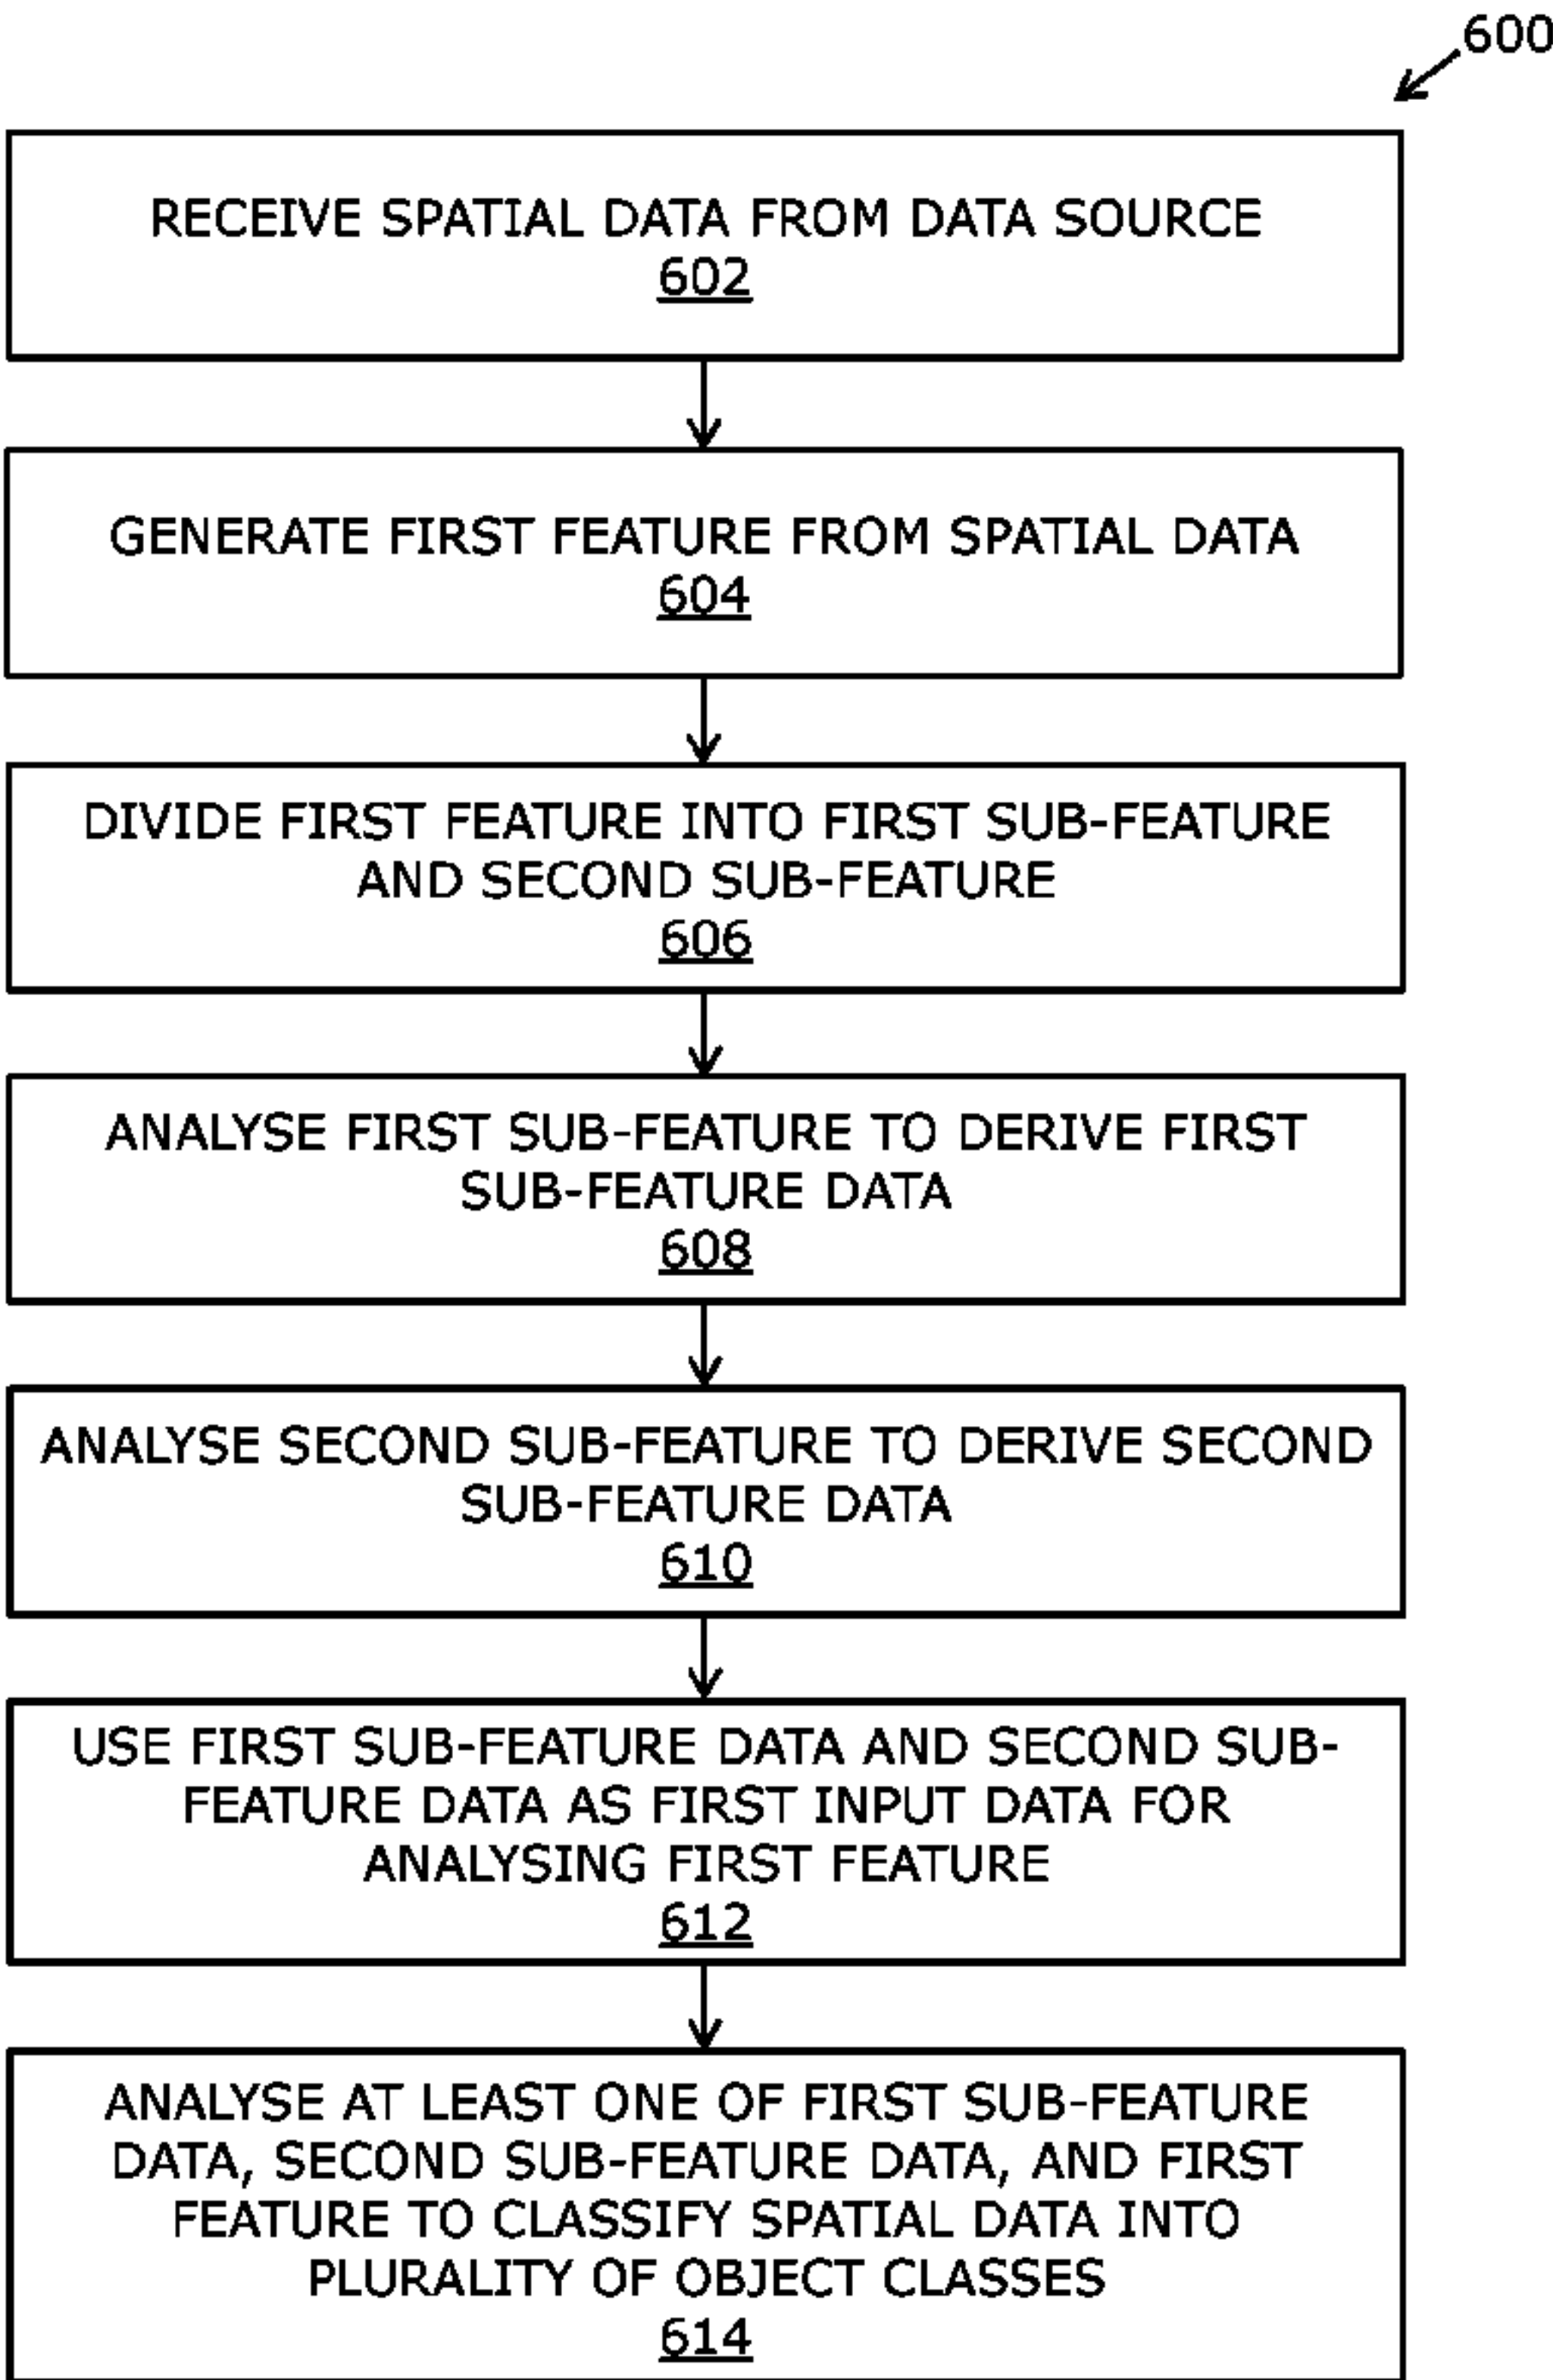 600
RECEIVE SPATIAL DATA FROM DATA SOURCE
602
GENERATE FIRST FEATURE FROM SPATIAL DATA
604
DIVIDE FIRST FEATURE INTO FIRST SUB-FEATURE
AND SECOND SUB-FEATURE
606
ANALYSE FIRST SUB-FEATURE TO DERIVE FIRST
SUB-FEATURE DATA
608
ANALYSE SECOND SUB-FEATURE TO DERIVE SECOND
SUB-FEATURE DATA
610
USE FIRST SUB-FEATURE DATA AND SECOND SUB-
FEATURE DATA AS FIRST INPUT DATA FOR
ANALYSING FIRST FEATURE
612
ANALYSE AT LEAST ONE OF FIRST SUB-FEATURE
DATA, SECOND SUB-FEATURE DATA, AND FIRST
FEATURE TO CLASSIFY SPATIAL DATA INTO
PLURALITY OF OBJECT CLASSES
614